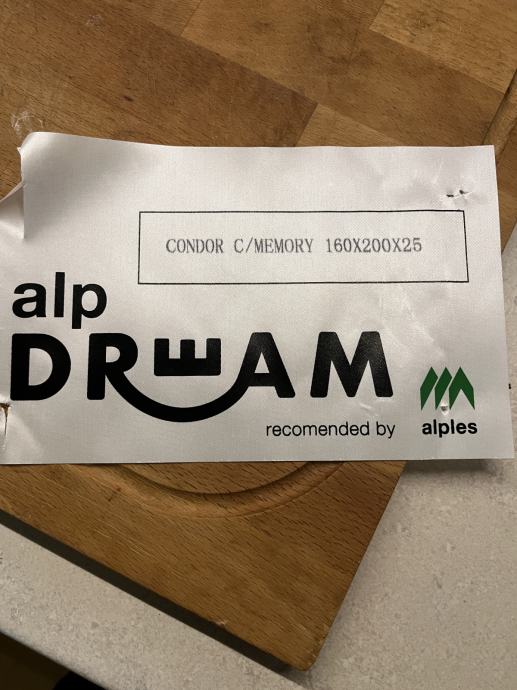 CONDOR C/MEMORY 160X200X25
alp
DREAM
recomended by
alples